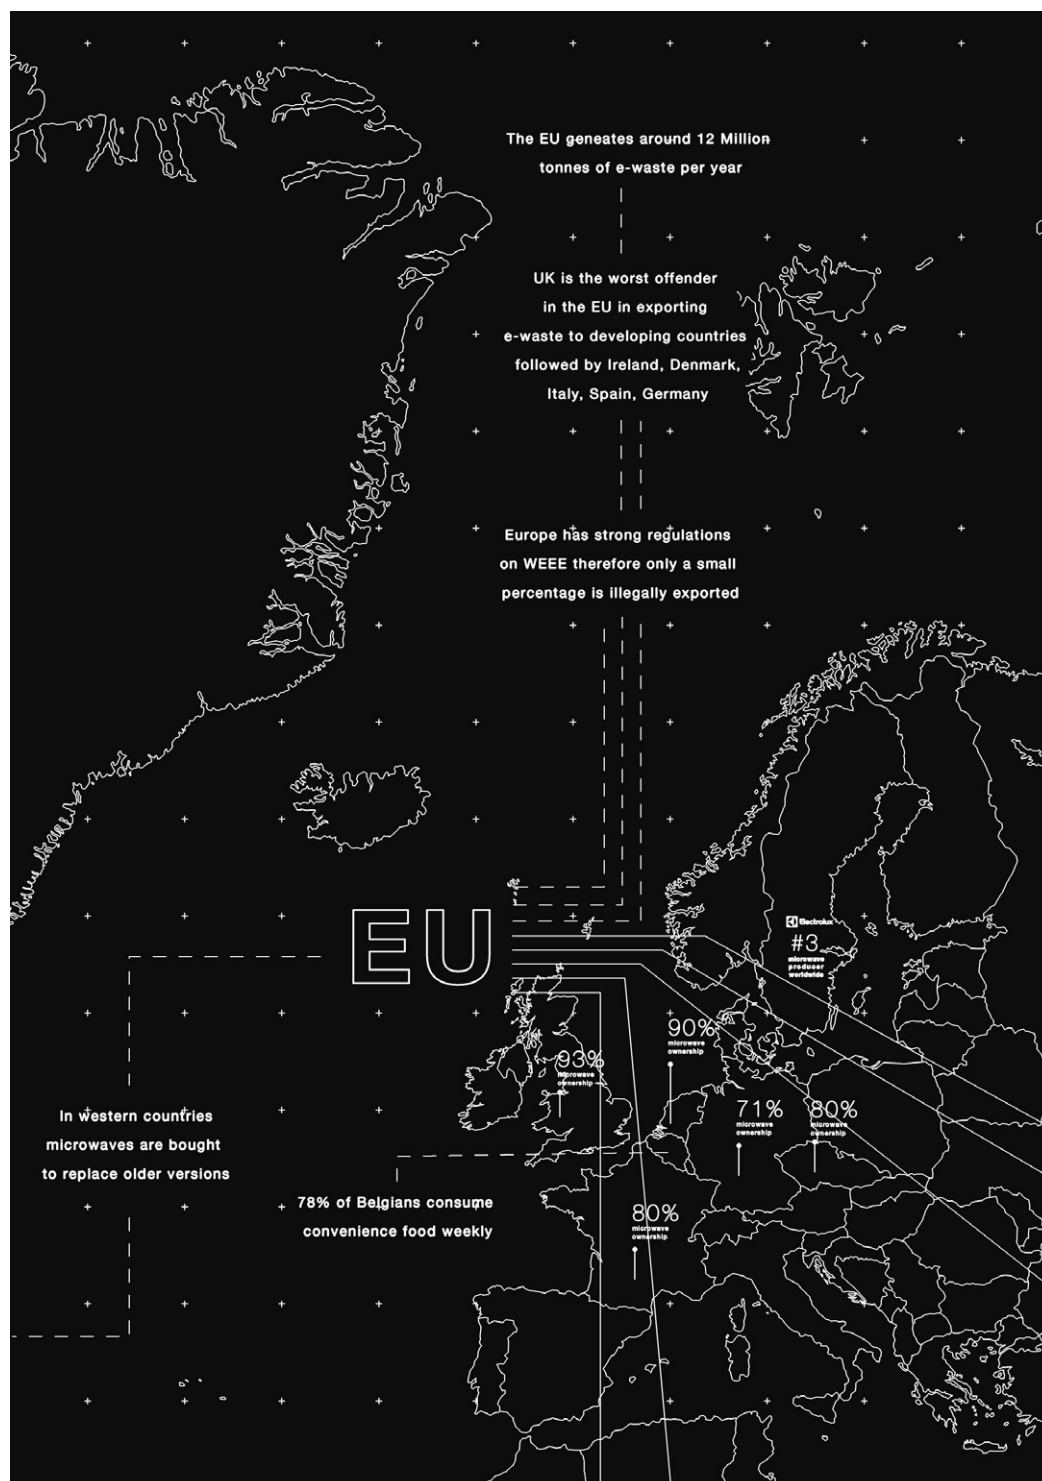 The EU geneates around 12 Million
tonnes of e-waste per year
UK is the worst offender
in the EU in exporting
e-waste to developing countries
followed by Ireland, Denmark,
Italy, Spain, Germany
Europe has strong regulations
on WEEE therefore only a small
percentage is illegally exported
EU
Electrolux
#3
microwave
producer
worldwide
90%
microwave
ownership
93%
microwave
ownership
71%
microwave
ownership
80%
microwave
ownership
In western countries
microwaves are bought
to replace older versions
78% of Belgians consume
convenience food weekly
80%
microwave
ownership